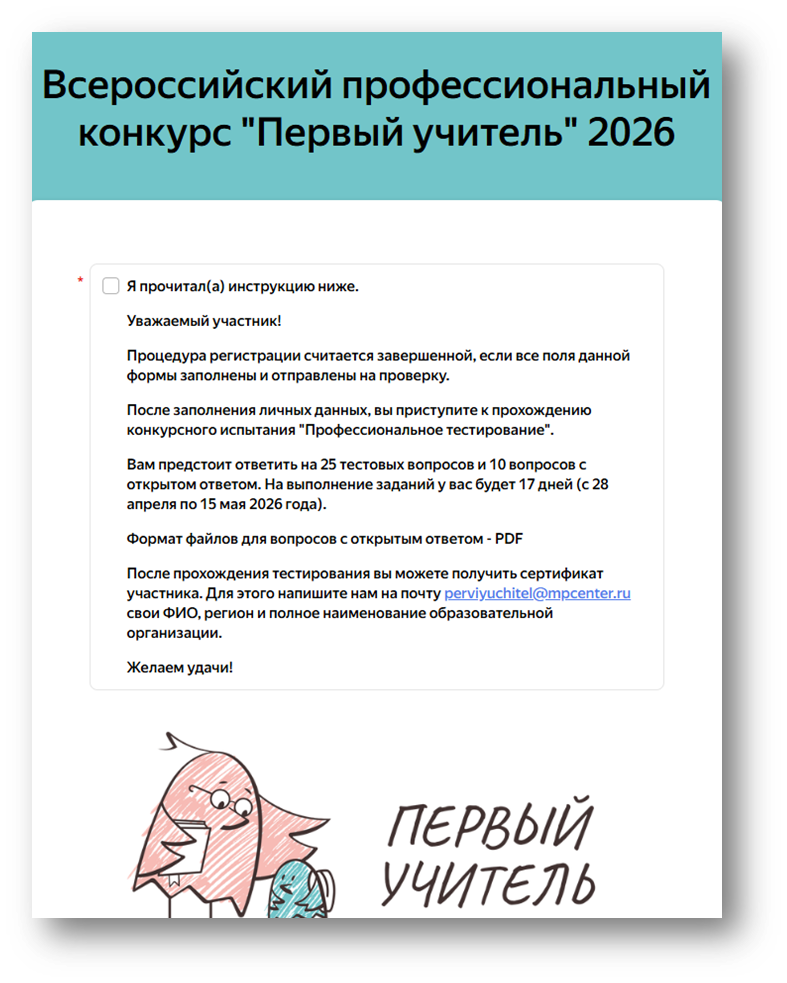 Всероссийский профессиональный
конкурс "Первый учитель" 2026
* Я прочитал(а) инструкцию ниже.
Уважаемый участник!
Процедура регистрации считается завершенной, если все поля данной
формы заполнены и отправлены на проверку.
После заполнения личных данных, вы приступите к прохождению
конкурсного испытания "Профессиональное тестирование".
Вам предстоит ответить на 25 тестовых вопросов и 10 вопросов с
открытом ответом. На выполнение заданий у вас будет 17 дней (с 28
апреля по 15 мая 2026 года).
Формат файлов для вопросов с открытым ответом - PDF
После прохождения тестирования вы можете получить сертификат
участника. Для этого напишите нам на почту perviyuchitel@mpcenter.ru
свои ФИО, регион и полное наименование образовательной
организации.
Желаем удачи!
ПЕРВЫЙ
УЧИТЕЛЬ